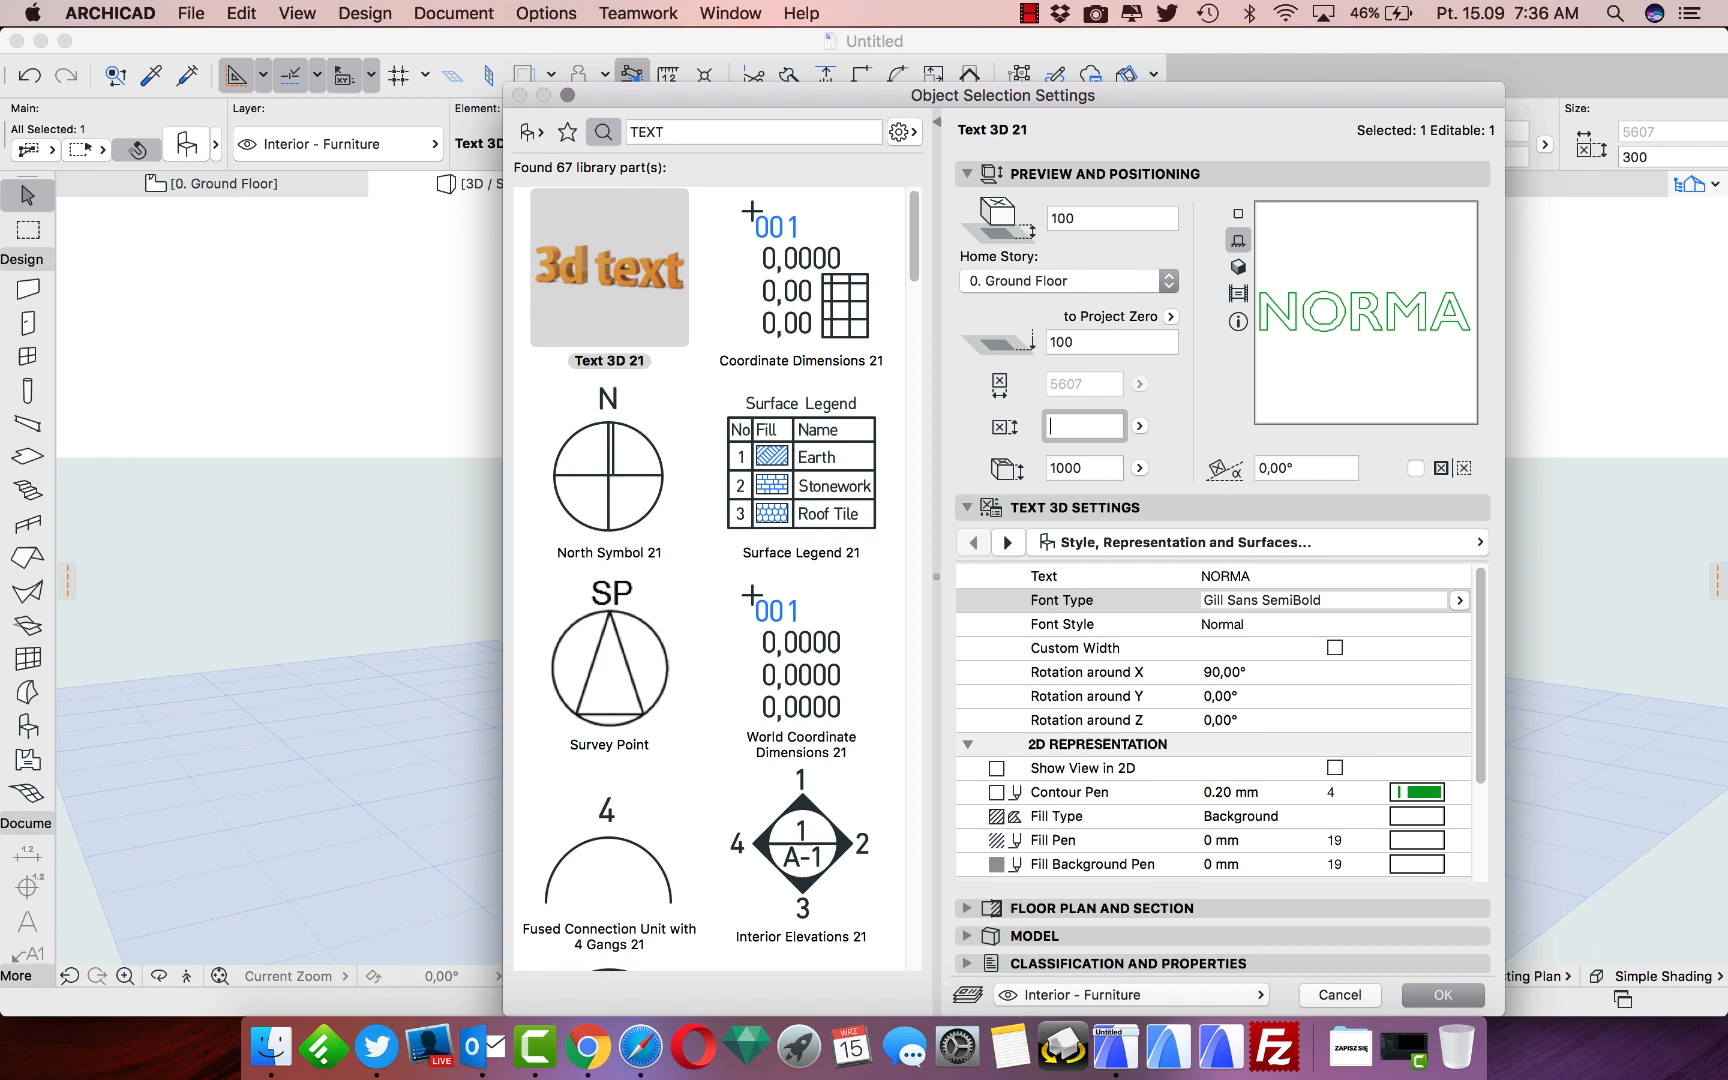 ARCHICAD File Edit View Design Document Options Teamwork Window Help 46% Pt. 15.09 7:36 AM
Untitled
Main:
All Selected: 1
Layer:
Interior - Furniture
Element:
Text 3D
Size:
5607
300
[0. Ground Floor]
[3D / S
Object Selection Settings
TEXT
Found 67 library part(s):
3d text
Text 3D 21
001
0,0000
0,00
0,00
Coordinate Dimensions 21
N
North Symbol 21
Surface Legend
No Fill Name
1 Earth
2 Stonework
3 Roof Tile
Surface Legend 21
SP
Survey Point
001
0,0000
0,0000
0,0000
World Coordinate
Dimensions 21
4
Fused Connection Unit with
4 Gangs 21
1
4 1 2
A-1
3
Interior Elevations 21
Text 3D 21
Selected: 1 Editable: 1
PREVIEW AND POSITIONING
100
Home Story:
0. Ground Floor
to Project Zero
100
5607
1000
0,00°
NORMA
TEXT 3D SETTINGS
Style, Representation and Surfaces...
Text NORMA
Font Type Gill Sans SemiBold
Font Style Normal
Custom Width
Rotation around X 90,00°
Rotation around Y 0,00°
Rotation around Z 0,00°
2D REPRESENTATION
Show View in 2D
Contour Pen 0.20 mm 4
Fill Type Background
Fill Pen 0 mm 19
Fill Background Pen 0 mm 19
FLOOR PLAN AND SECTION
MODEL
CLASSIFICATION AND PROPERTIES
Interior - Furniture
Cancel
OK
Design
Docume
1.2
1.2
A
A1
More
Current Zoom
0,00°
ting Plan
Simple Shading
LIVE
WRZ
15
Untitled
Fz
ZAPISZ SIĘ